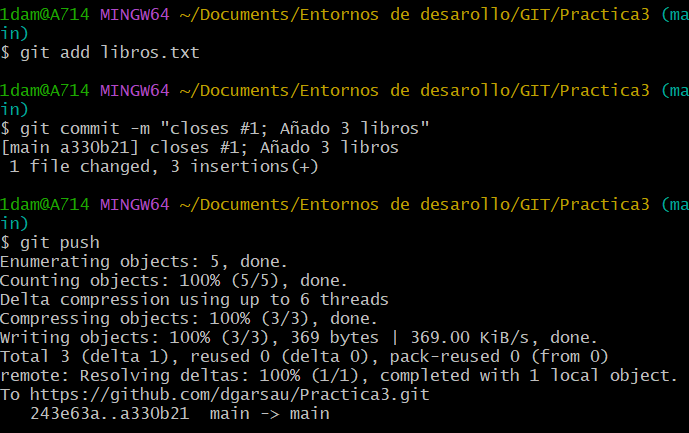 1dam@A714 MINGW64 ~/Documents/Entornos de desarollo/GIT/Practica3 (ma
in)
$ git add libros.txt
1dam@A714 MINGW64 ~/Documents/Entornos de desarollo/GIT/Practica3 (ma
in)
$ git commit -m "closes #1; Añado 3 libros"
[main a330b21] closes #1; Añado 3 libros
 1 file changed, 3 insertions(+)
1dam@A714 MINGW64 ~/Documents/Entornos de desarollo/GIT/Practica3 (ma
in)
$ git push
Enumerating objects: 5, done.
Counting objects: 100% (5/5), done.
Delta compression using up to 6 threads
Compressing objects: 100% (3/3), done.
Writing objects: 100% (3/3), 369 bytes | 369.00 KiB/s, done.
Total 3 (delta 1), reused 0 (delta 0), pack-reused 0 (from 0)
remote: Resolving deltas: 100% (1/1), completed with 1 local object.
To https://github.com/dgarsau/Practica3.git
   243e63a..a330b21  main -> main